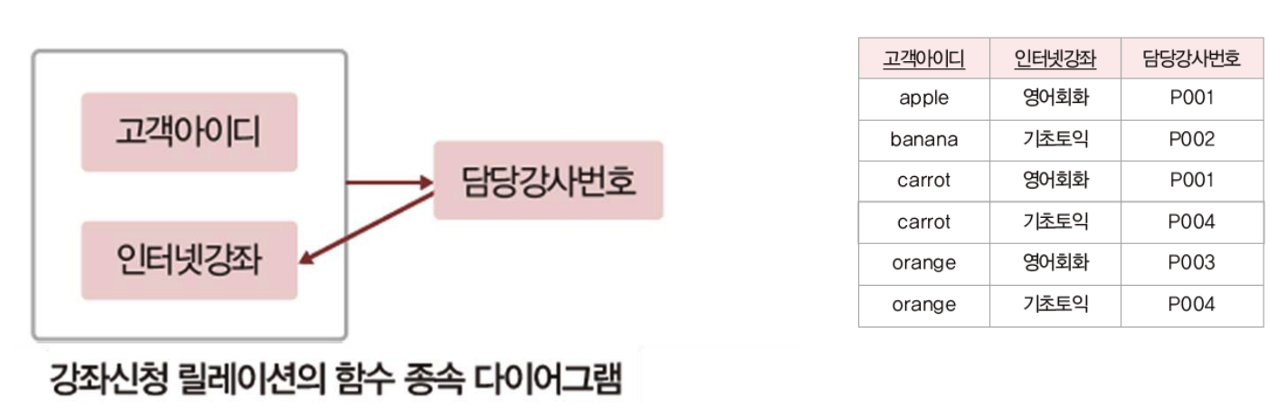 고객아이디
인터넷강좌
담당강사번호
강좌신청 릴레이션의 함수 종속 다이어그램
고객아이디 인터넷강좌 담당강사번호
apple 영어회화 P001
banana 기초토익 P002
carrot 영어회화 P001
carrot 기초토익 P004
orange 영어회화 P003
orange 기초토익 P004